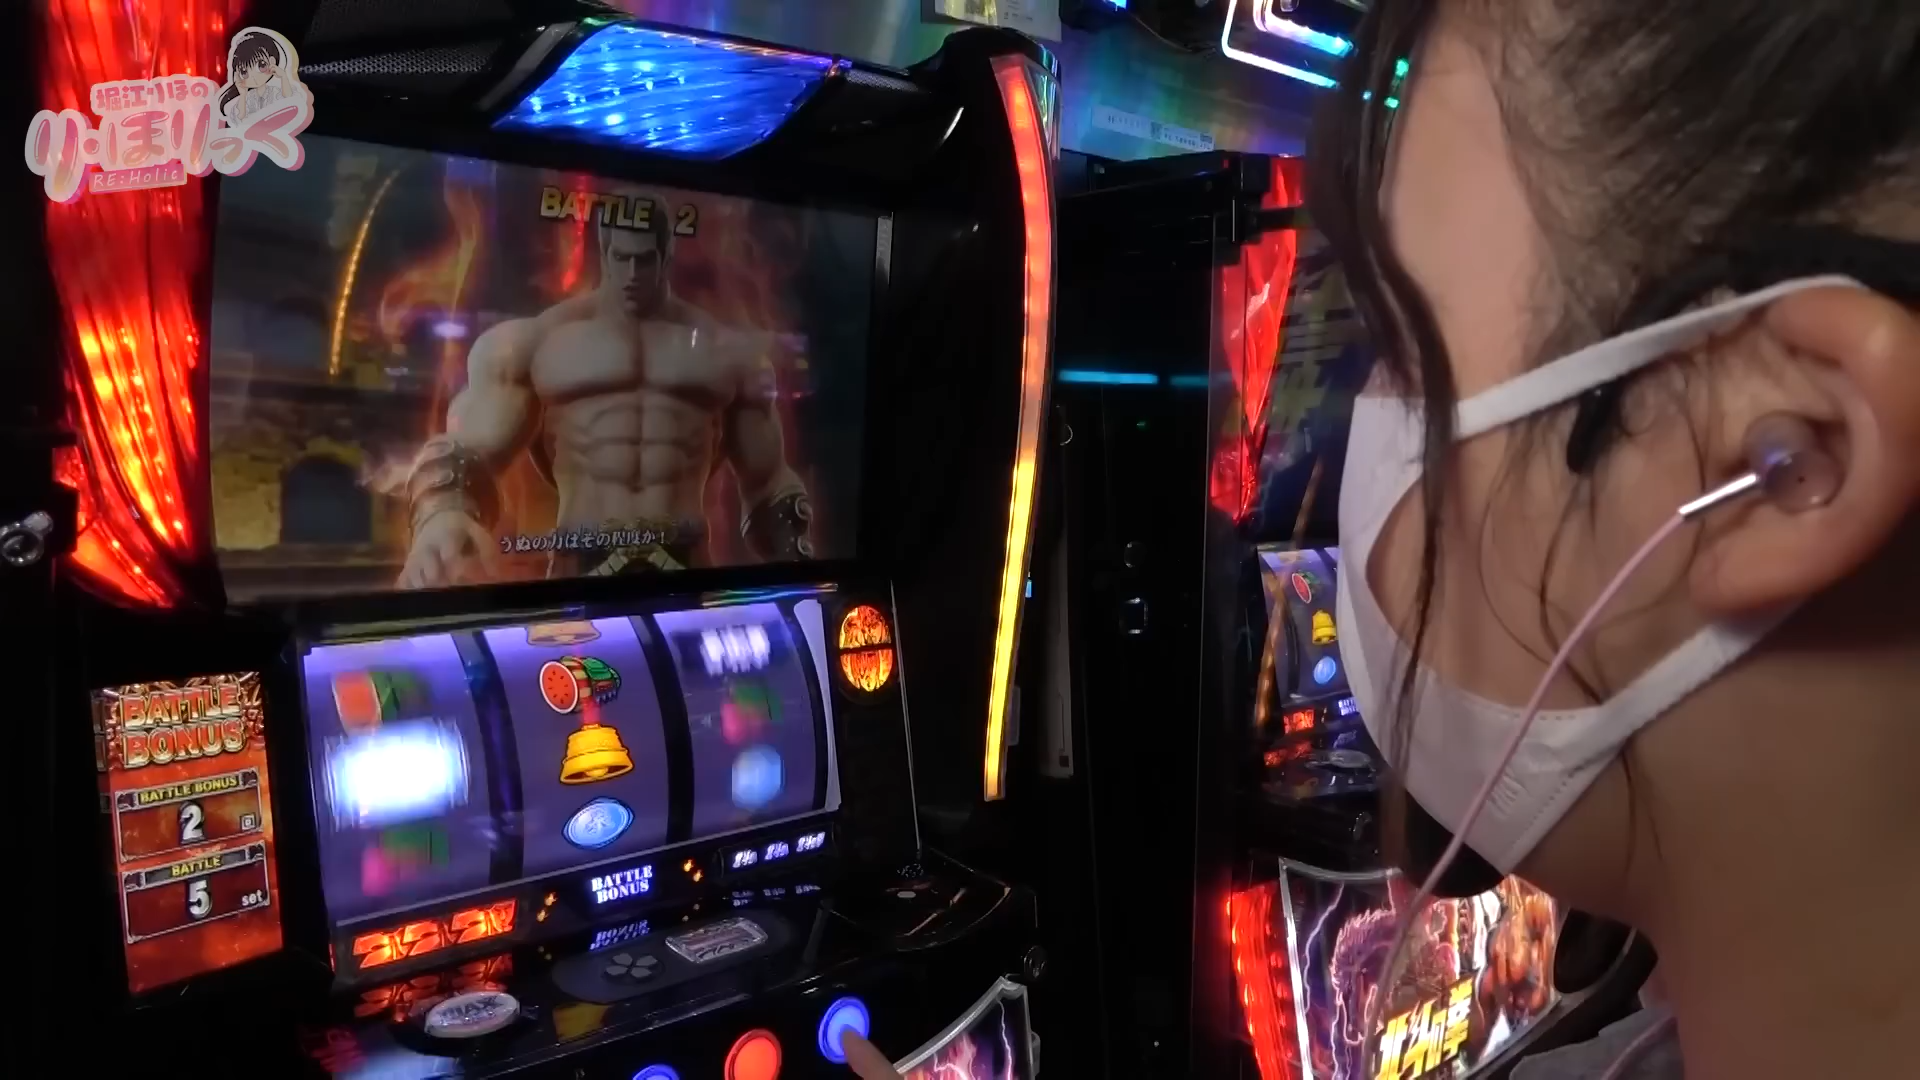 堀江りほの
り・ほりっく
RE:Holic
BATTLE 2
うぬの力はその程度か!
BATTLE
BONUS
BATTLE BONUS
2
BATTLE
5 set
BATTLE
BONUS
MAX
北斗の拳